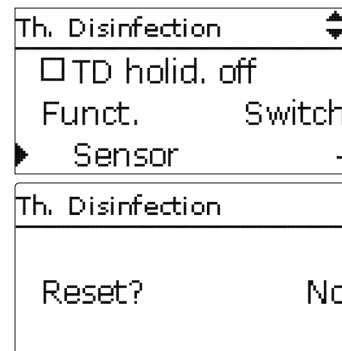 Th. Disinfection
TD holid. off
Funct. Switch
Sensor -
Th. Disinfection
Reset? No